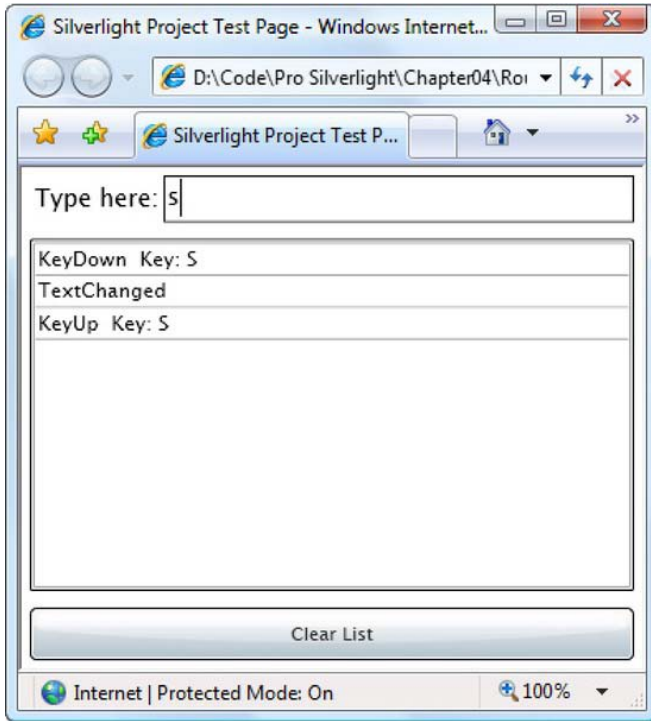 Silverlight Project Test Page - Windows Internet...
D:\Code\Pro Silverlight\Chapter04\Rou
Silverlight Project Test P...
Type here: s
KeyDown Key: S
TextChanged
KeyUp Key: S
Clear List
Internet | Protected Mode: On
100%